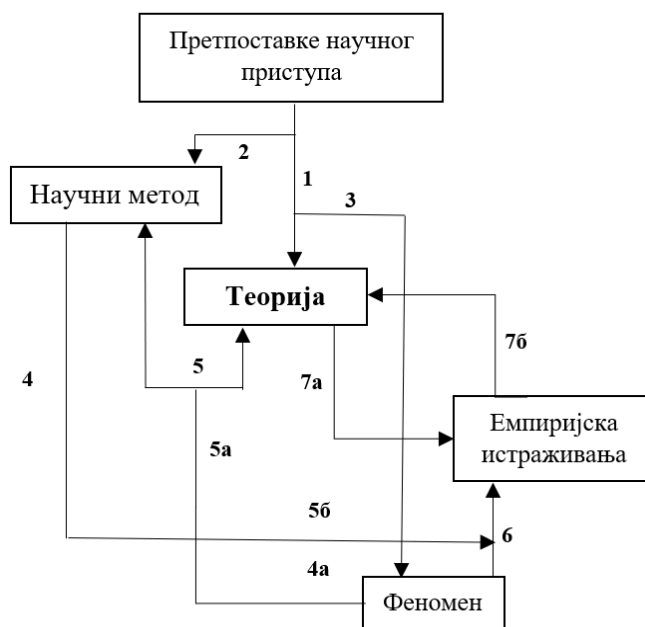 Претпоставке научног
приступа
2
Научни метод
1
3
Теорија
7б
4
5
7а
Емпиријска
истраживања
5а
5б
6
4а
Феномен